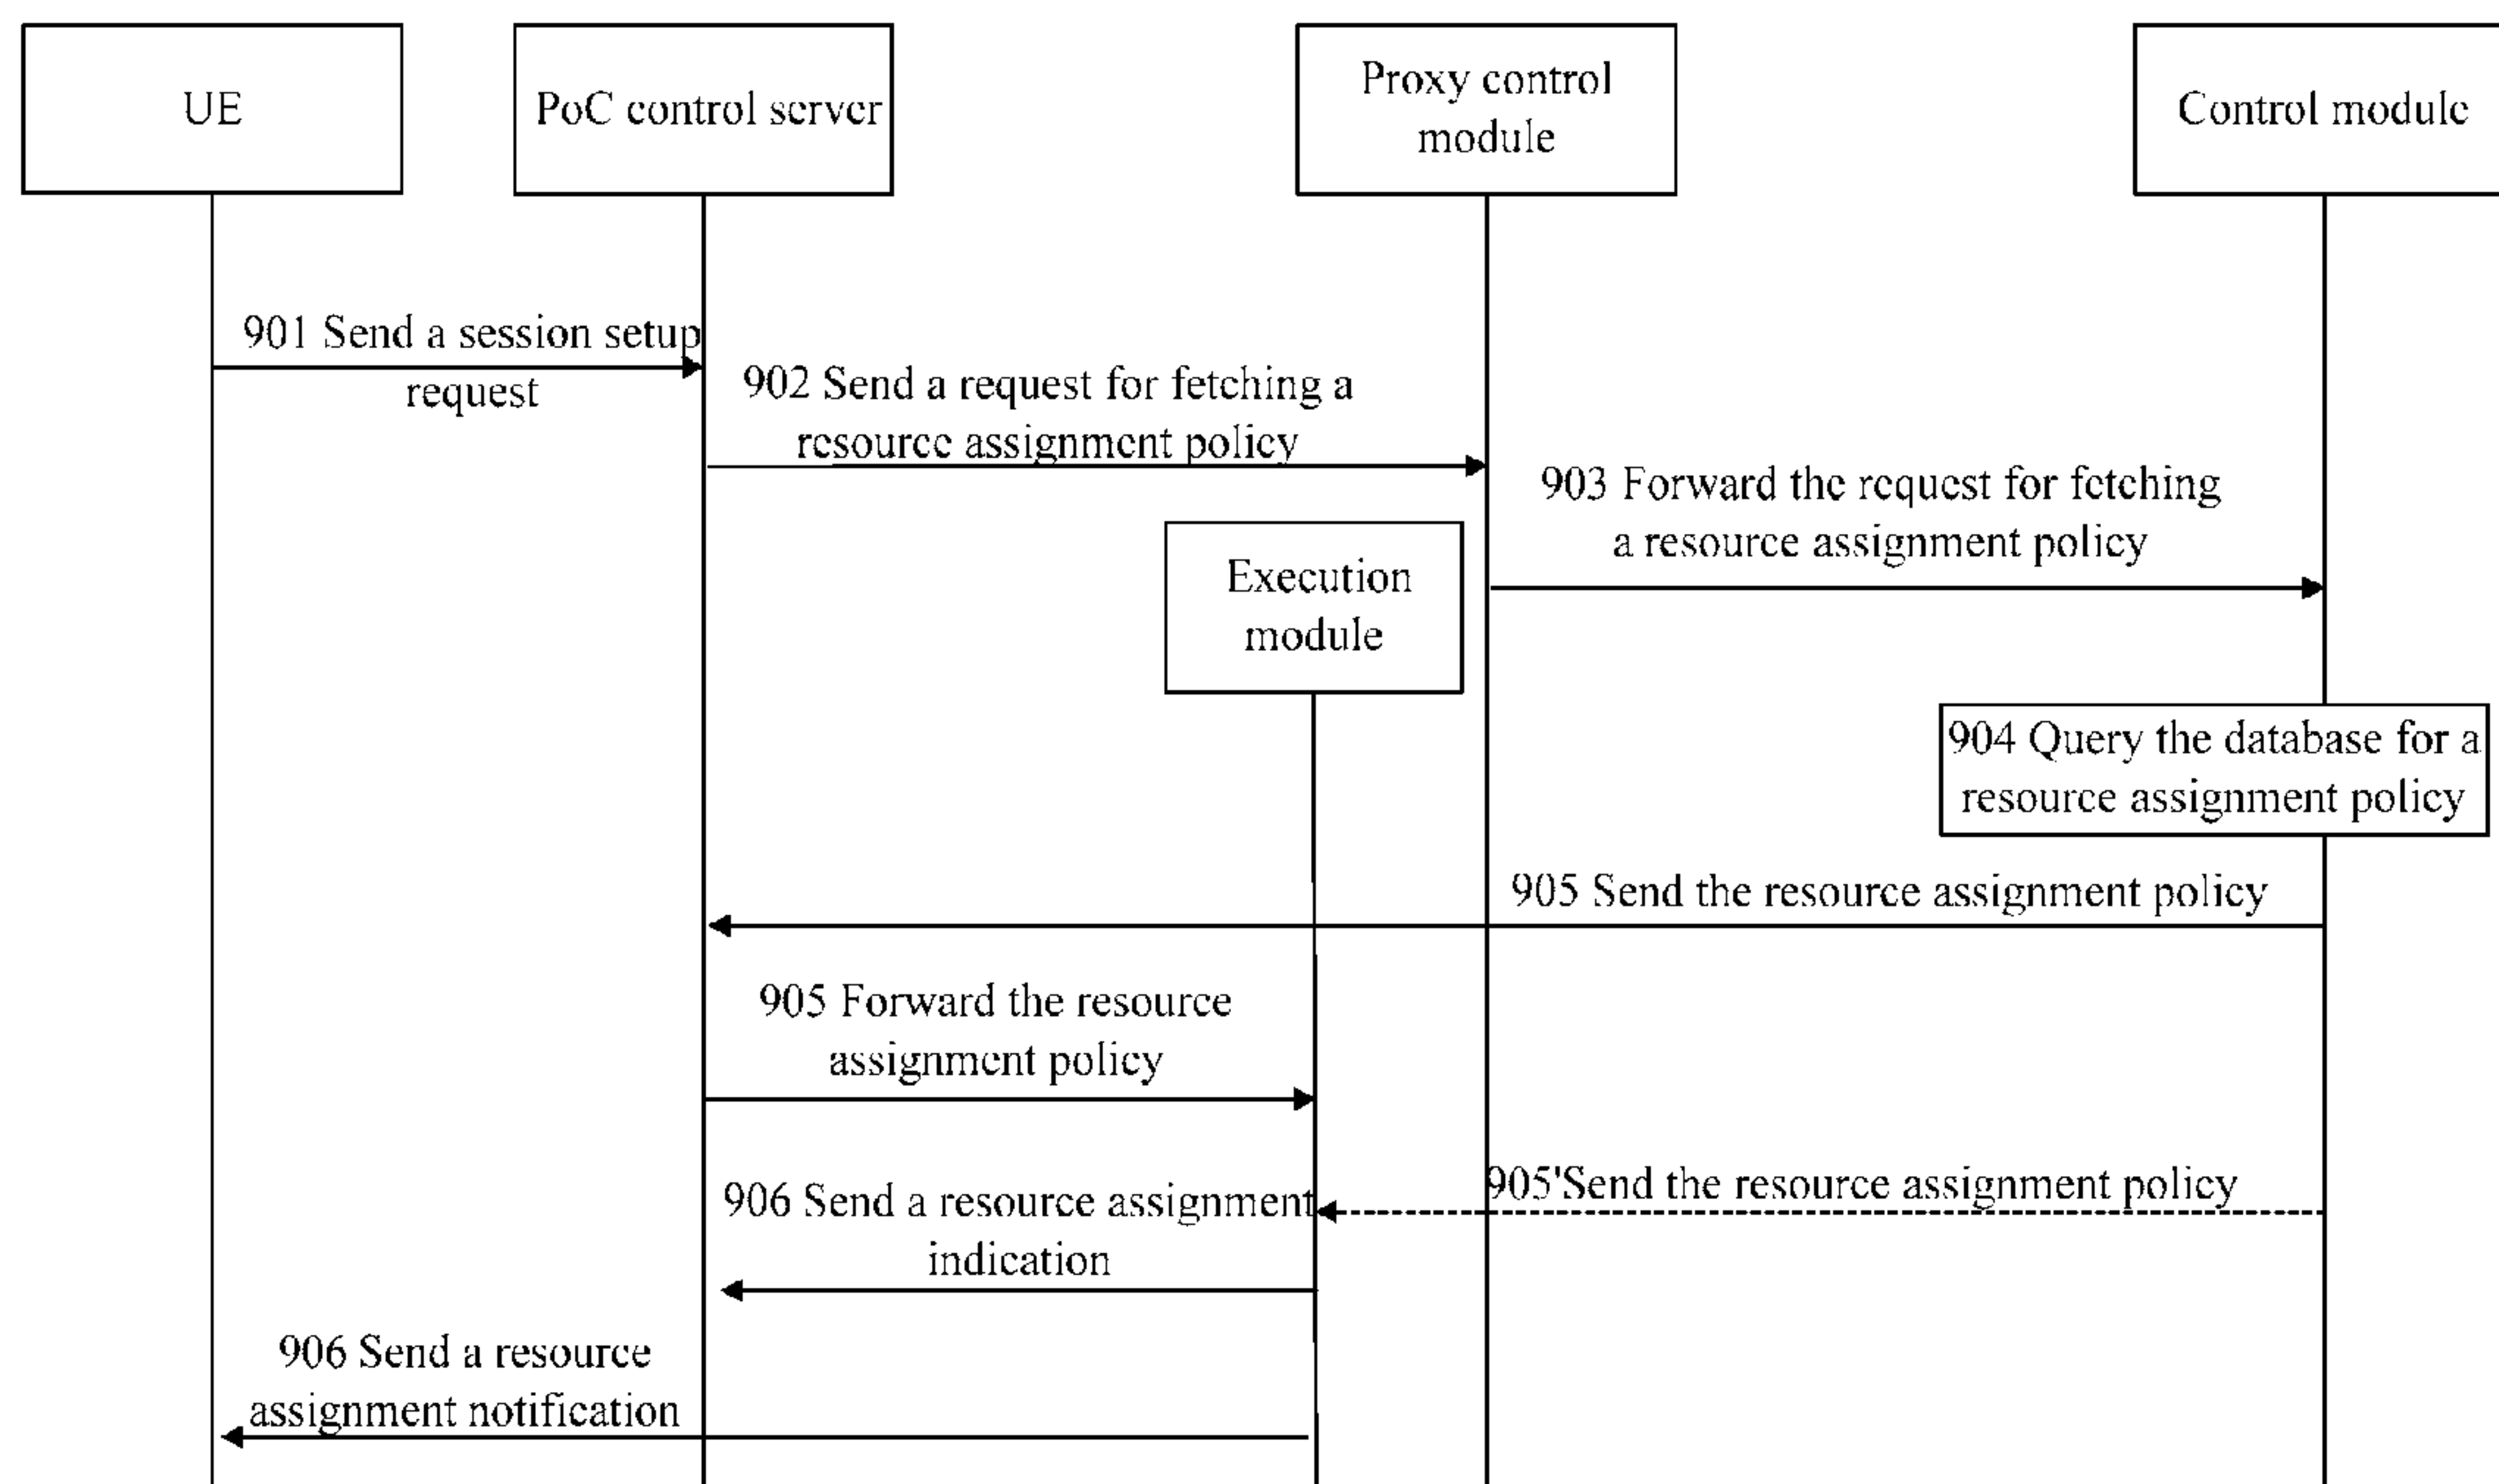 UE
PoC control server
Proxy control
module
Control module
901 Send a session setup
request
902 Send a request for fetching a
resource assignment policy
903 Forward the request for fetching
a resource assignment policy
Execution
module
904 Query the database for a
resource assignment policy
905 Send the resource assignment policy
905 Forward the resource
assignment policy
905'Send the resource assignment policy
906 Send a resource assignment
indication
906 Send a resource
assignment notification